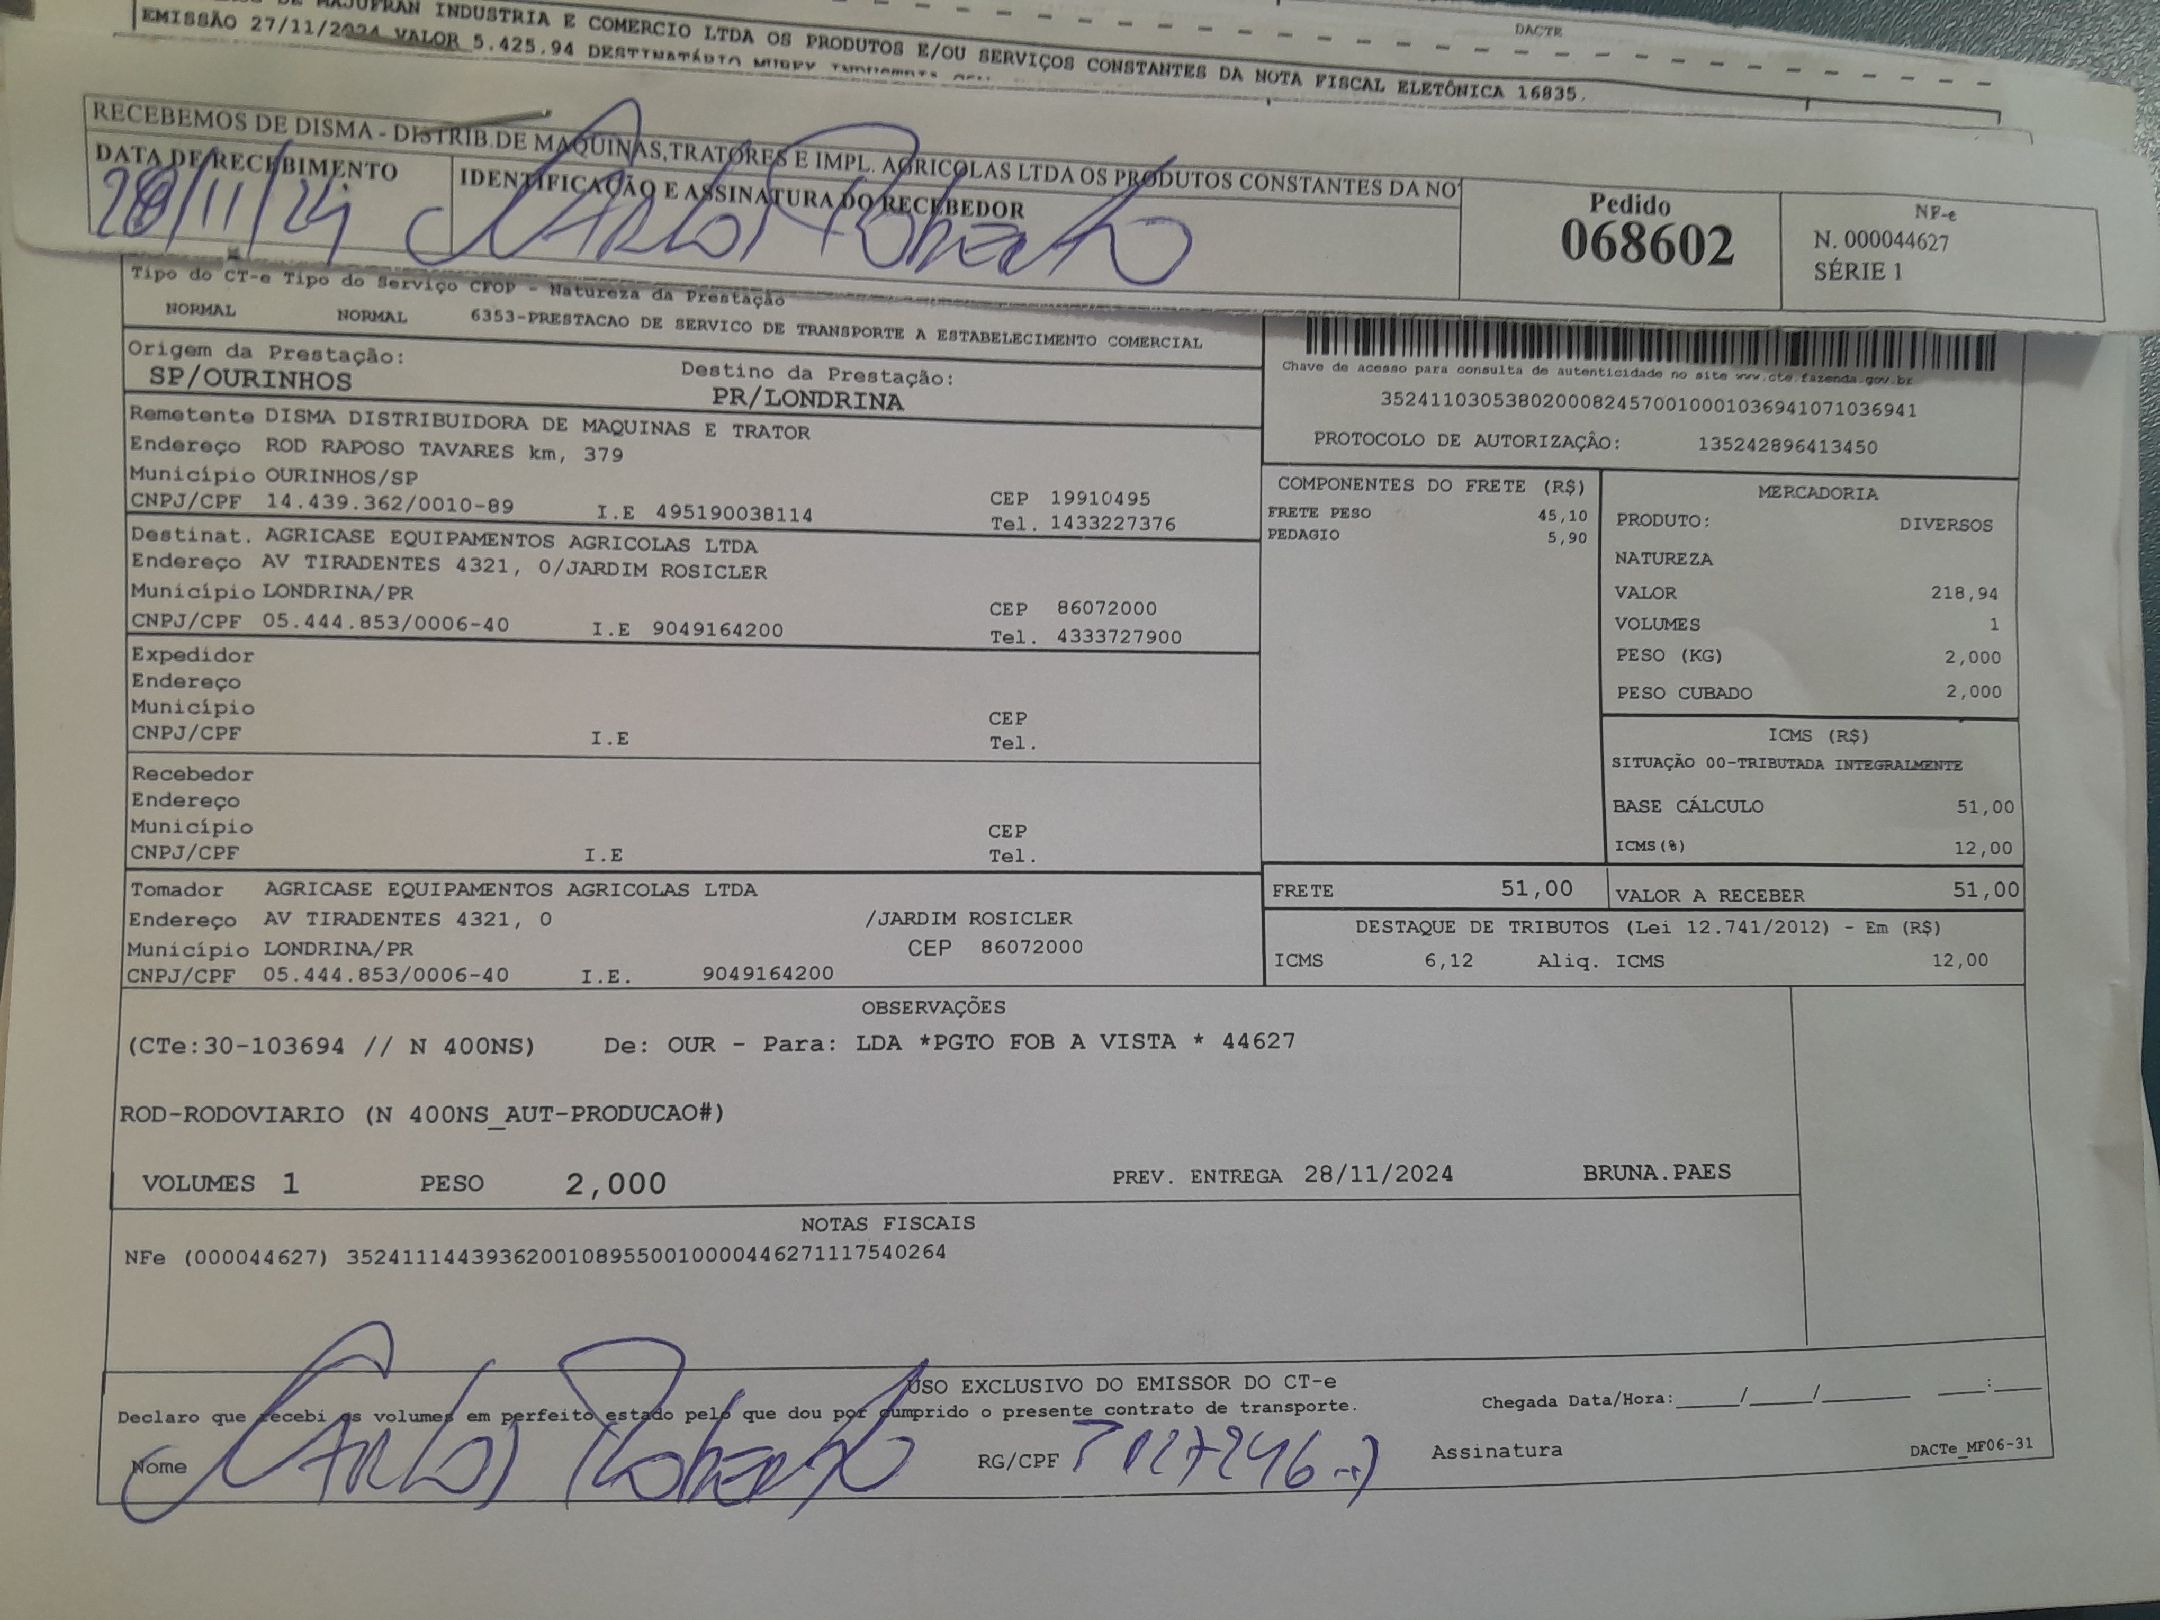 MAJUFRAN INDUSTRIA E COMERCIO LTDA OS PRODUTOS E/OU SERVIÇOS CONSTANTES DA NOTA FISCAL ELETÔNICA 16835.
EMISSÃO 27/11/2024 VALOR 5.425,94 DESTINATÁRIO
DACTE
RECEBEMOS DE DISMA - DISTRIB.DE MAQUINAS,TRATORES E IMPL. AGRICOLAS LTDA OS PRODUTOS CONSTANTES DA NO
DATA DE RECEBIMENTO
IDENTIFICAÇÃO E ASSINATURA DO RECEBEDOR
28/11/24 Carlos Roberto
Pedido
068602
NF-e
N. 000044627
SÉRIE 1
Tipo do CT-e Tipo do Serviço CFOP - Natureza da Prestação
NORMAL NORMAL 6353-PRESTACAO DE SERVICO DE TRANSPORTE A ESTABELECIMENTO COMERCIAL
Origem da Prestação: Destino da Prestação:
SP/OURINHOS PR/LONDRINA
Chave de acesso para consulta de autenticidade no site www.cte.fazenda.gov.br
35241103053802000824570010001036941071036941
PROTOCOLO DE AUTORIZAÇÃO: 135242896413450
Remetente DISMA DISTRIBUIDORA DE MAQUINAS E TRATOR
Endereço ROD RAPOSO TAVARES km, 379
Município OURINHOS/SP CEP 19910495
CNPJ/CPF 14.439.362/0010-89 I.E 495190038114 Tel. 1433227376
Destinat. AGRICASE EQUIPAMENTOS AGRICOLAS LTDA
Endereço AV TIRADENTES 4321, 0/JARDIM ROSICLER
Município LONDRINA/PR CEP 86072000
CNPJ/CPF 05.444.853/0006-40 I.E 9049164200 Tel. 4333727900
Expedidor
Endereço
Município CEP
CNPJ/CPF I.E Tel.
Recebedor
Endereço
Município CEP
CNPJ/CPF I.E Tel.
Tomador AGRICASE EQUIPAMENTOS AGRICOLAS LTDA
Endereço AV TIRADENTES 4321, 0 /JARDIM ROSICLER
Município LONDRINA/PR CEP 86072000
CNPJ/CPF 05.444.853/0006-40 I.E. 9049164200
COMPONENTES DO FRETE (R$)
FRETE PESO 45,10
PEDAGIO 5,90
MERCADORIA
PRODUTO: DIVERSOS
NATUREZA
VALOR 218,94
VOLUMES 1
PESO (KG) 2,000
PESO CUBADO 2,000
ICMS (R$)
SITUAÇÃO 00-TRIBUTADA INTEGRALMENTE
BASE CÁLCULO 51,00
ICMS(%) 12,00
FRETE 51,00 VALOR A RECEBER 51,00
DESTAQUE DE TRIBUTOS (Lei 12.741/2012) - Em (R$)
ICMS 6,12 Aliq. ICMS 12,00
OBSERVAÇÕES
(CTe:30-103694 // N 400NS) De: OUR - Para: LDA *PGTO FOB A VISTA * 44627
ROD-RODOVIARIO (N 400NS_AUT-PRODUCAO#)
VOLUMES 1 PESO 2,000 PREV. ENTREGA 28/11/2024 BRUNA.PAES
NOTAS FISCAIS
NFe (000044627) 35241114439362001089550010000446271117540264
USO EXCLUSIVO DO EMISSOR DO CT-e
Declaro que recebi os volumes em perfeito estado pelo que dou por cumprido o presente contrato de transporte.
Chegada Data/Hora:_____/_____/_______ ____:____
Nome Carlos Roberto RG/CPF Assinatura
DACTe_MF06-31